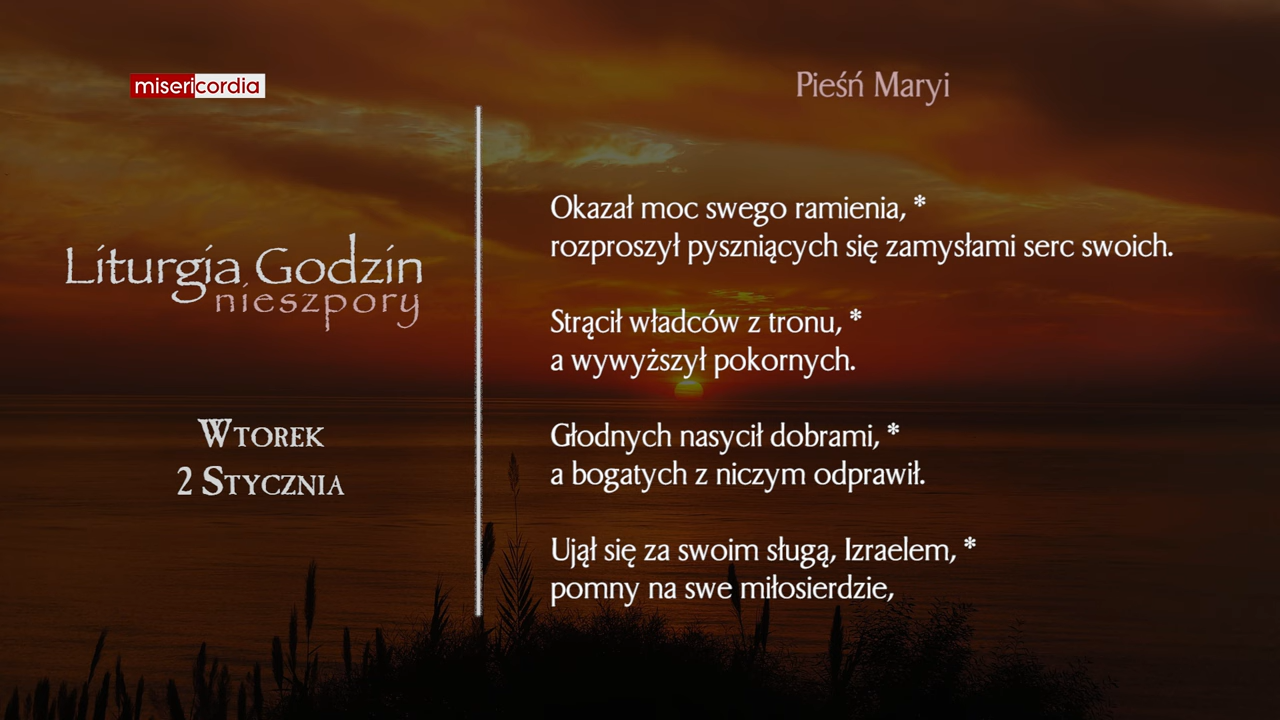 misericordia
Pieśń Maryi
Liturgia Godzin
nieszpory
Wtorek
2 Stycznia
Okazał moc swego ramienia, *
rozproszył pyszniących się zamysłami serc swoich.
Strącił władców z tronu, *
a wywyższył pokornych.
Głodnych nasycił dobrami, *
a bogatych z niczym odprawił.
Ujął się za swoim sługą, Izraelem, *
pomny na swe miłosierdzie,